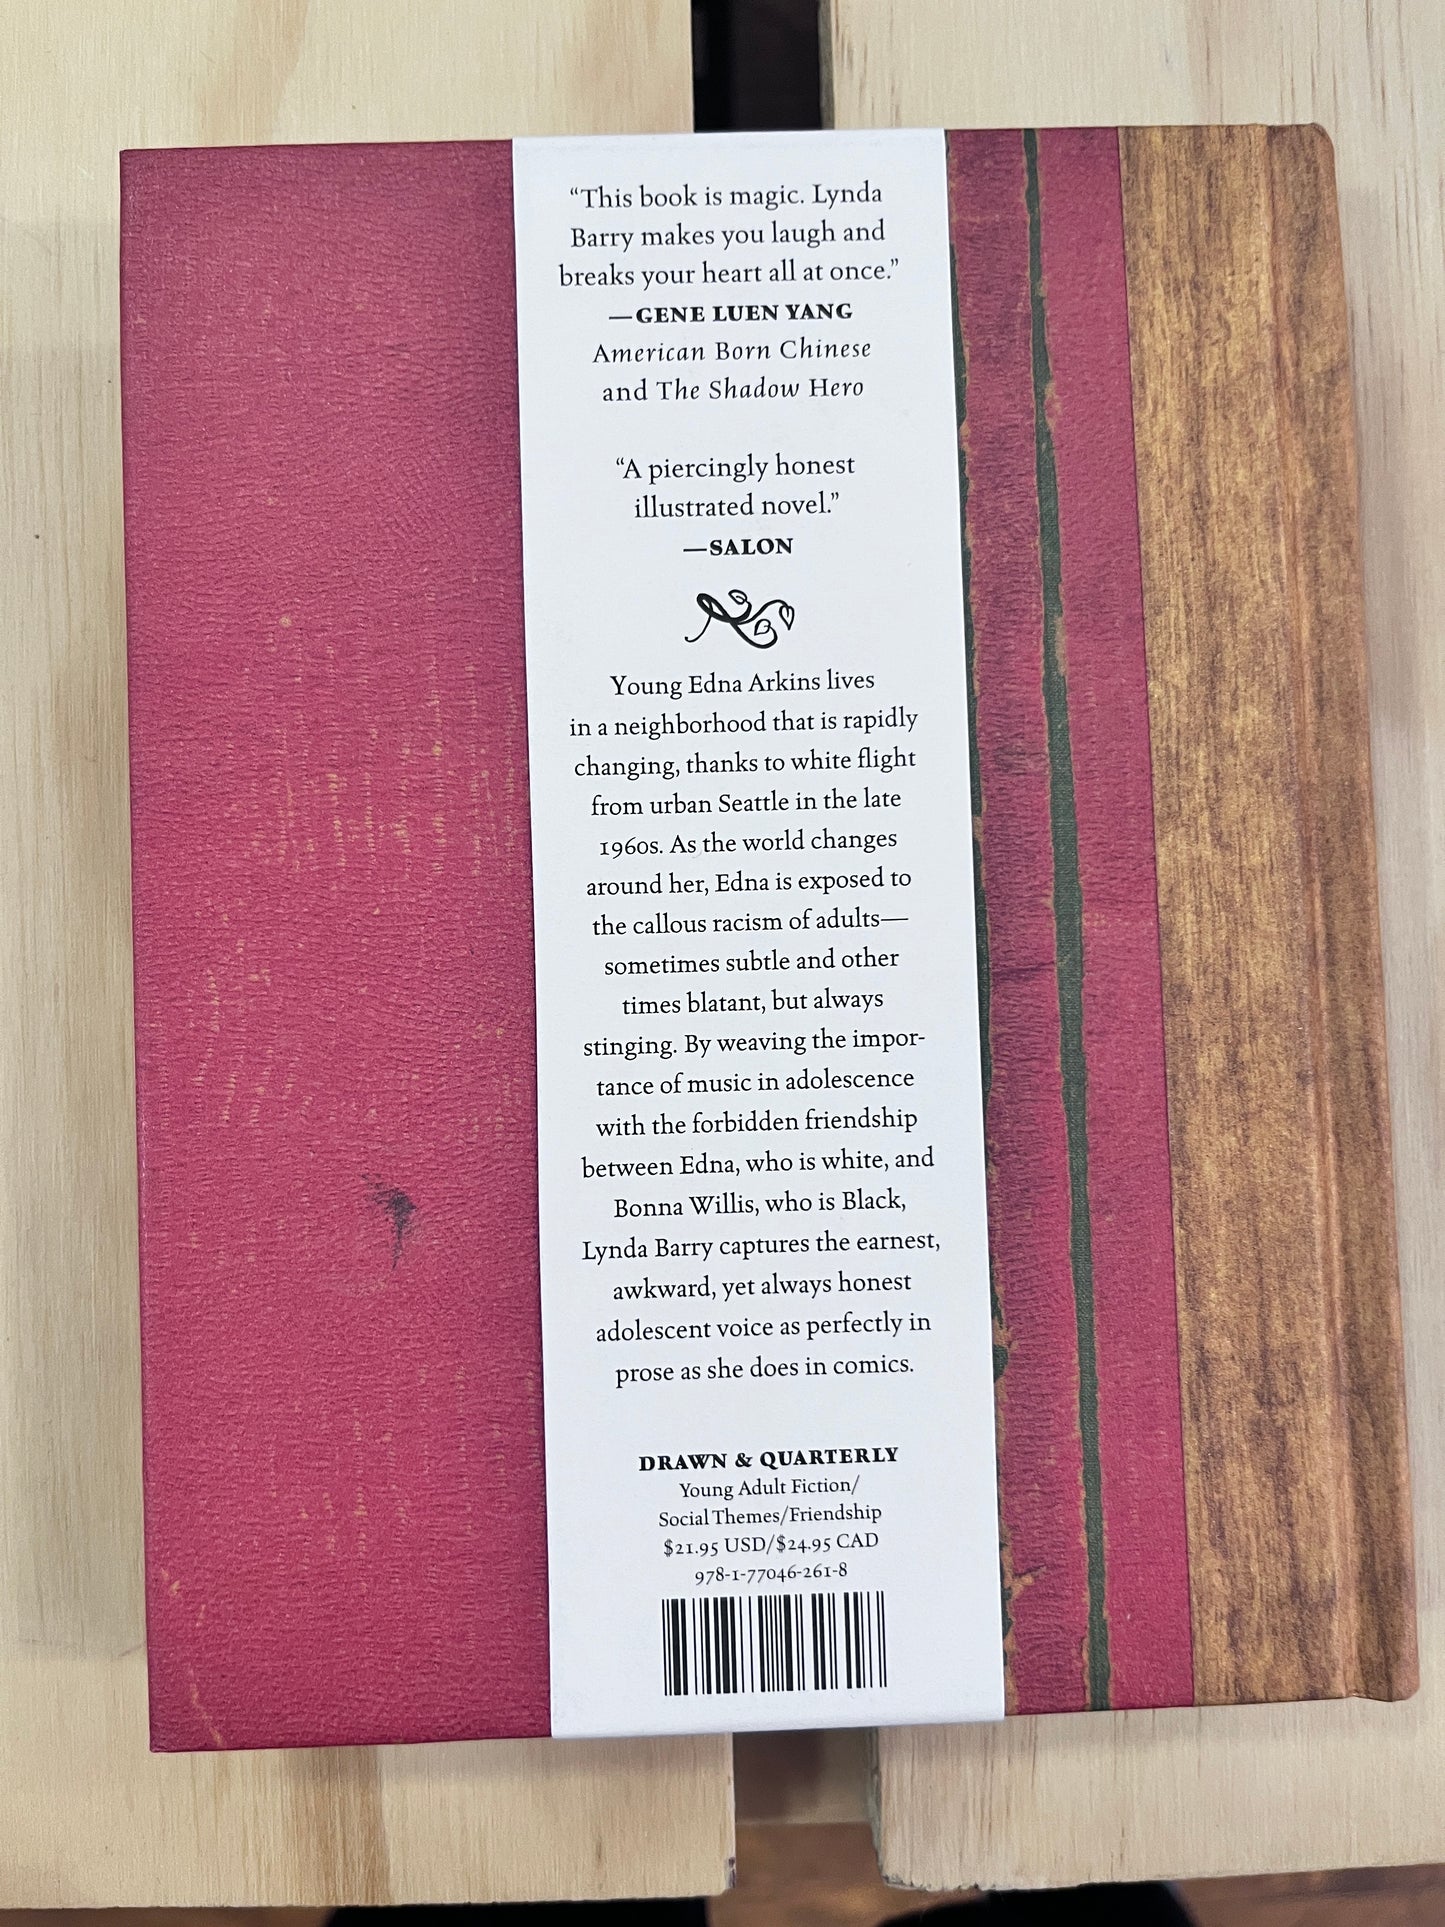 “This book is magic. Lynda
Barry makes you laugh and
breaks your heart all at once.”
—GENE LUEN YANG
American Born Chinese
and The Shadow Hero
“A piercingly honest
illustrated novel.”
—SALON
Young Edna Arkins lives
in a neighborhood that is rapidly
changing, thanks to white flight
from urban Seattle in the late
1960s. As the world changes
around her, Edna is exposed to
the callous racism of adults—
sometimes subtle and other
times blatant, but always
stinging. By weaving the impor-
tance of music in adolescence
with the forbidden friendship
between Edna, who is white, and
Bonna Willis, who is Black,
Lynda Barry captures the earnest,
awkward, yet always honest
adolescent voice as perfectly in
prose as she does in comics.
DRAWN & QUARTERLY
Young Adult Fiction/
Social Themes/Friendship
$21.95 USD/$24.95 CAD
978-1-77046-261-8